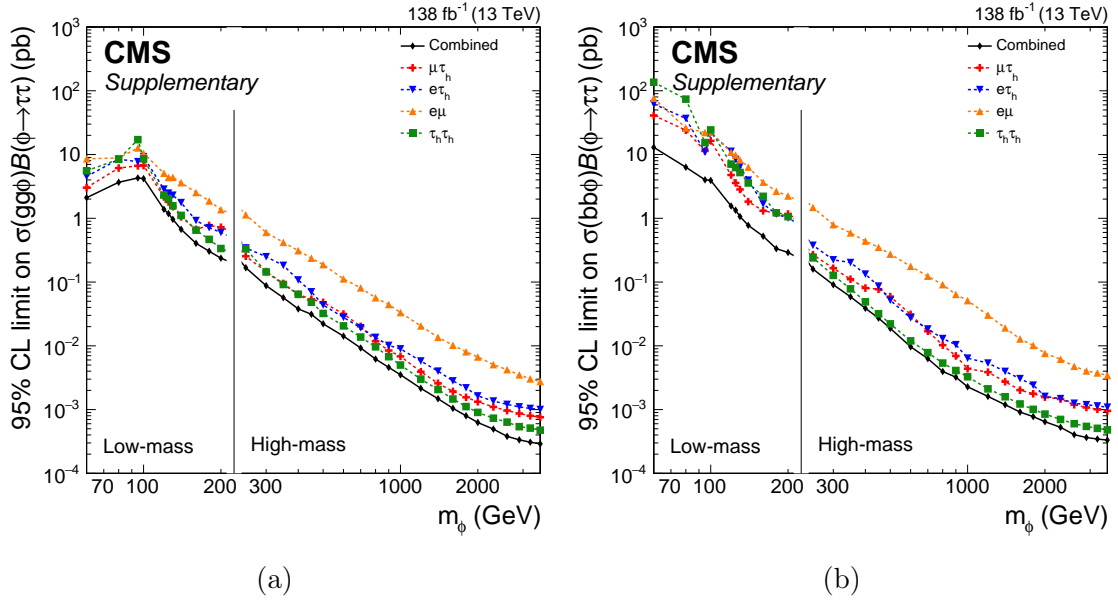 138 fb⁻¹ (13 TeV)
95% CL limit on σ(ggϕ)B(ϕ→ττ) (pb)
10³
10²
10
1
10⁻¹
10⁻²
10⁻³
10⁻⁴
CMS
Supplementary
Combined
μτₕ
eτₕ
eμ
τₕτₕ
Low-mass
High-mass
70 100 200 300 1000 2000
m_ϕ (GeV)
(a)
138 fb⁻¹ (13 TeV)
95% CL limit on σ(bbϕ)B(ϕ→ττ) (pb)
10³
10²
10
1
10⁻¹
10⁻²
10⁻³
10⁻⁴
CMS
Supplementary
Combined
μτₕ
eτₕ
eμ
τₕτₕ
Low-mass
High-mass
70 100 200 300 1000 2000
m_ϕ (GeV)
(b)